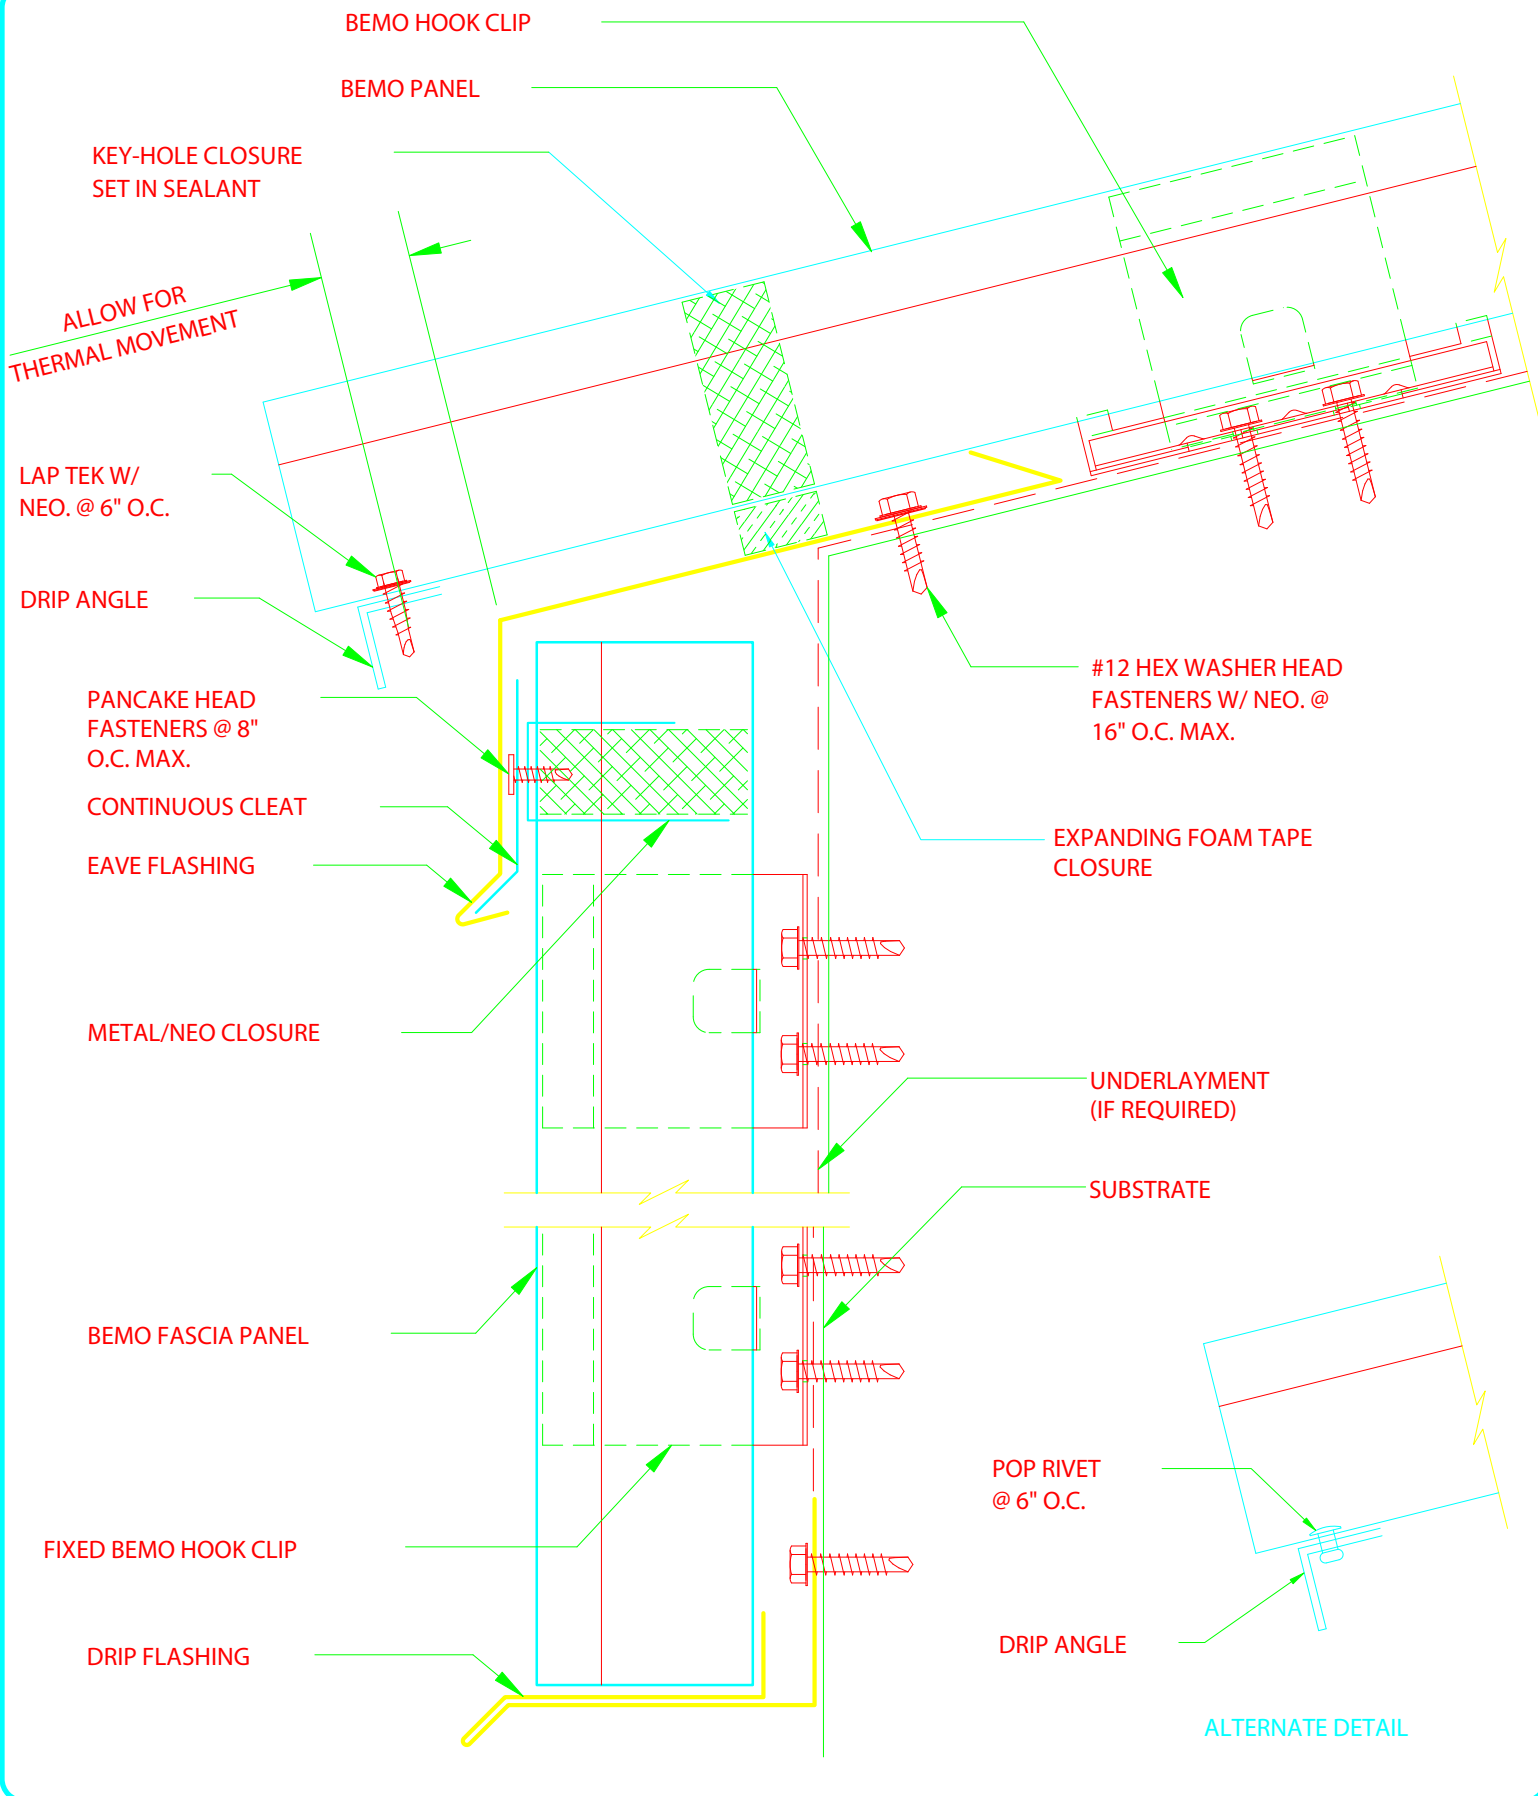 BEMO HOOK CLIP
BEMO PANEL
KEY-HOLE CLOSURE
SET IN SEALANT
ALLOW FOR
THERMAL MOVEMENT
LAP TEK W/
NEO. @ 6" O.C.
DRIP ANGLE
PANCAKE HEAD
FASTENERS @ 8"
O.C. MAX.
CONTINUOUS CLEAT
EAVE FLASHING
METAL/NEO CLOSURE
BEMO FASCIA PANEL
FIXED BEMO HOOK CLIP
DRIP FLASHING
#12 HEX WASHER HEAD
FASTENERS W/ NEO. @
16" O.C. MAX.
EXPANDING FOAM TAPE
CLOSURE
UNDERLAYMENT
(IF REQUIRED)
SUBSTRATE
POP RIVET
@ 6" O.C.
DRIP ANGLE
ALTERNATE DETAIL